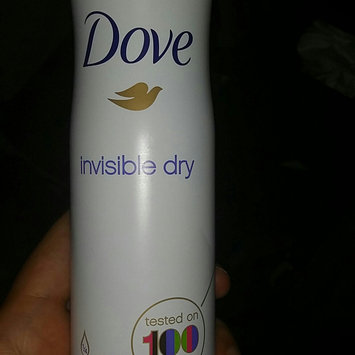 Dove
invisible dry
tested on
100